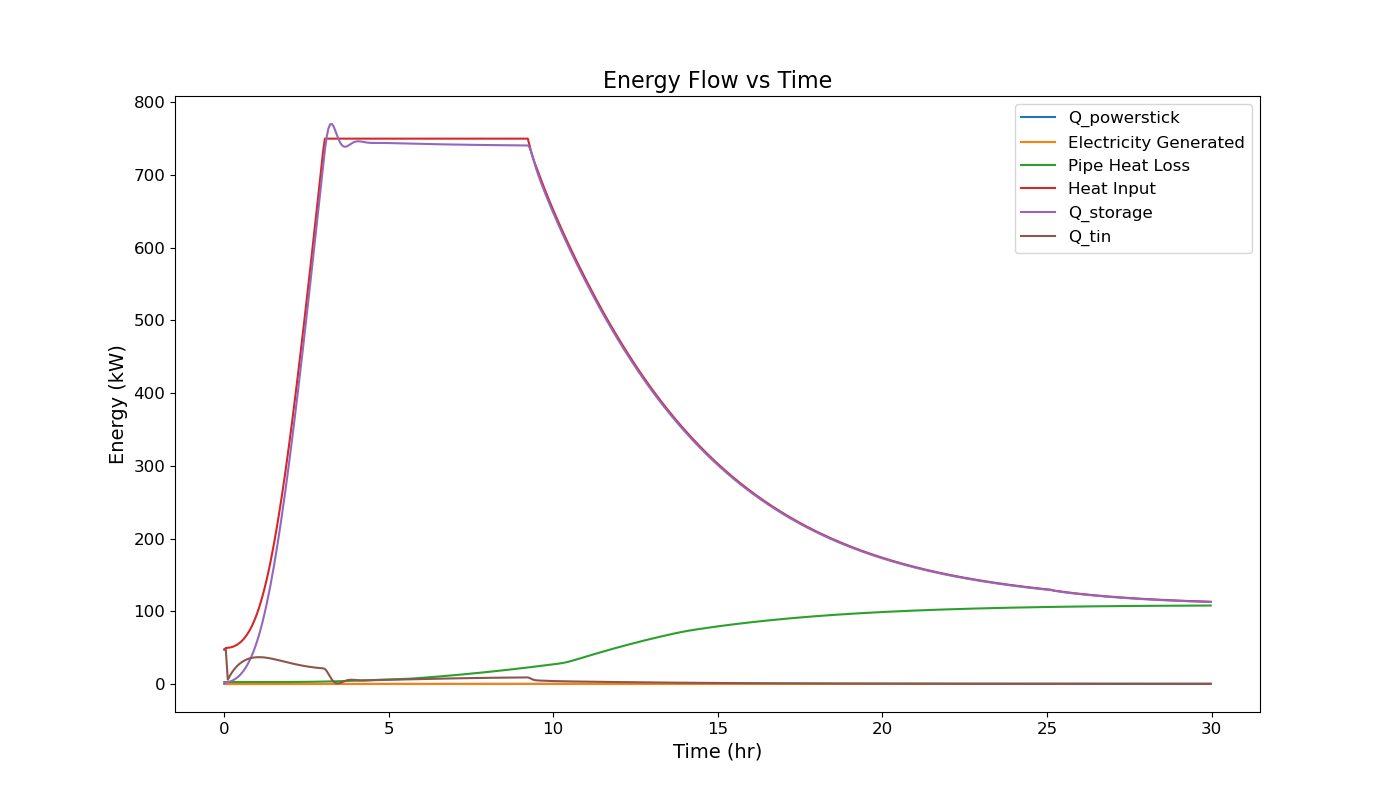 Energy Flow vs Time
Q_powerstick
Electricity Generated
Pipe Heat Loss
Heat Input
Q_storage
Q_tin
Energy (kW)
800
700
600
500
400
300
200
100
0
0 5 10 15 20 25 30
Time (hr)